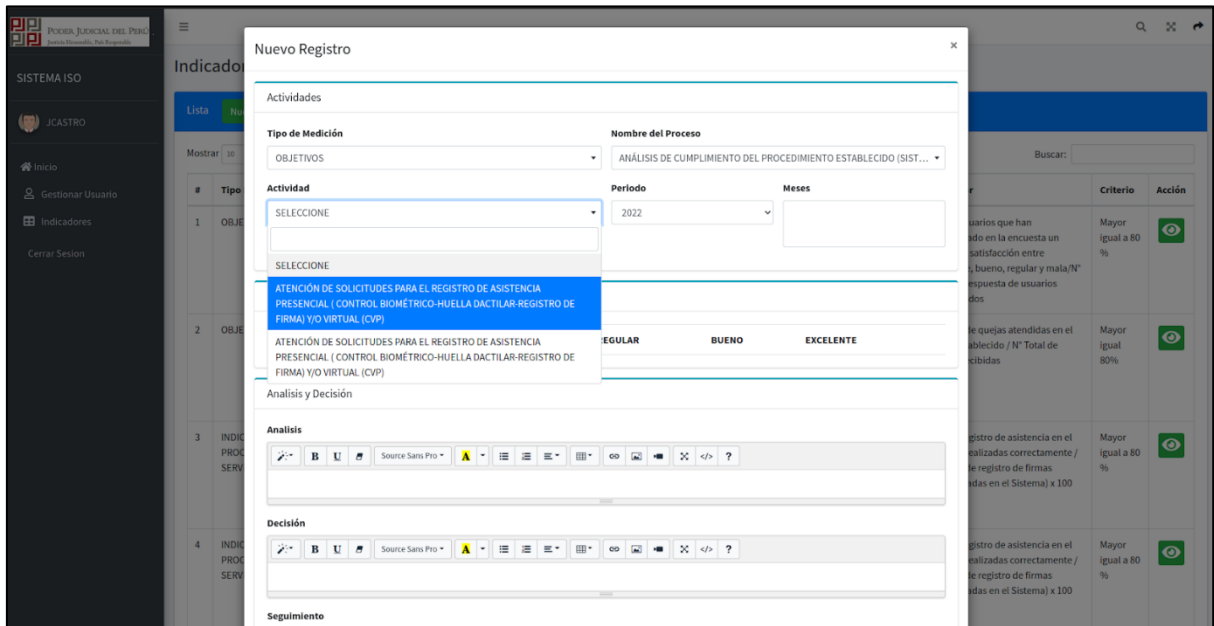 PODER JUDICIAL DEL PERÚ
Justicia Honorable, País Respetable
SISTEMA ISO
JCASTRO
Inicio
Gestionar Usuario
Indicadores
Cerrar Sesion
Indicador
Lista
Mostrar 10
Buscar:
# Tipo
Criterio Acción
1 OBJE
uarios que han
ado en la encuesta un
satisfacción entre
, bueno, regular y mala/N°
espuesta de usuarios
dos
Mayor
igual a 80
%
2 OBJE
de quejas atendidas en el
ablecido / N° Total de
cibidas
Mayor
igual
80%
3 INDIC
PROC
SERV
gistro de asistencia en el
ealizadas correctamente /
de registro de firmas
adas en el Sistema) x 100
Mayor
igual a 80
%
4 INDIC
PROC
SERV
gistro de asistencia en el
ealizadas correctamente /
de registro de firmas
adas en el Sistema) x 100
Mayor
igual a 80
%
Nuevo Registro ×
Actividades
Tipo de Medición Nombre del Proceso
OBJETIVOS ANÁLISIS DE CUMPLIMIENTO DEL PROCEDIMIENTO ESTABLECIDO (SIST...
Actividad Periodo Meses
SELECCIONE 2022
SELECCIONE
ATENCIÓN DE SOLICITUDES PARA EL REGISTRO DE ASISTENCIA
PRESENCIAL ( CONTROL BIOMÉTRICO-HUELLA DACTILAR-REGISTRO DE
FIRMA) Y/O VIRTUAL (CVP)
ATENCIÓN DE SOLICITUDES PARA EL REGISTRO DE ASISTENCIA
PRESENCIAL ( CONTROL BIOMÉTRICO-HUELLA DACTILAR-REGISTRO DE
FIRMA) Y/O VIRTUAL (CVP)
EGULAR BUENO EXCELENTE
Analisis y Decisión
Analisis
B U Source Sans Pro A </> ?
Decisión
B U Source Sans Pro A </> ?
Seguimiento